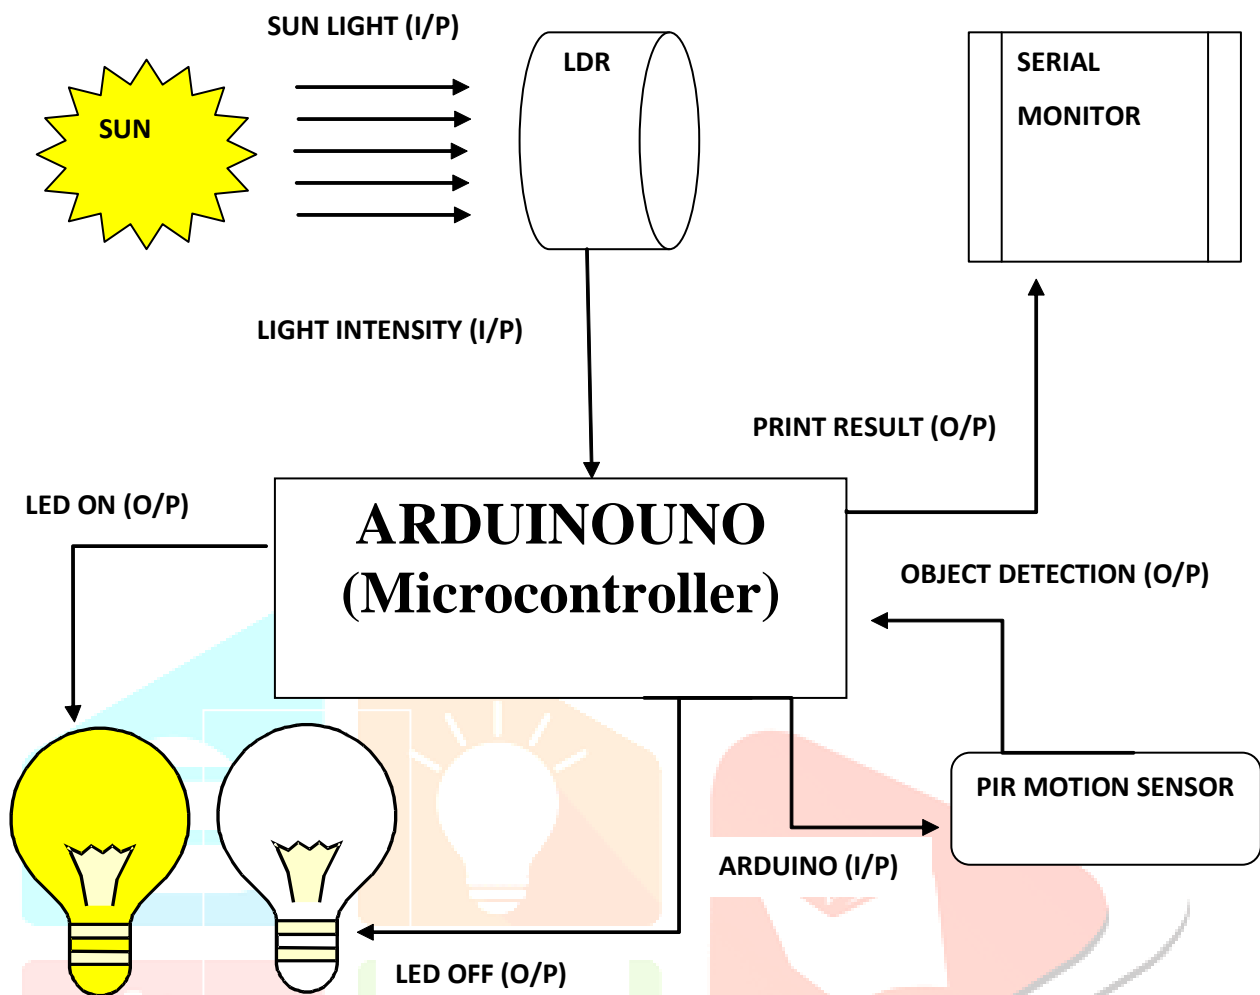 SUN LIGHT (I/P)
SUN
LDR
SERIAL
MONITOR
LIGHT INTENSITY (I/P)
PRINT RESULT (O/P)
LED ON (O/P)
ARDUINOUNO
(Microcontroller)
OBJECT DETECTION (O/P)
PIR MOTION SENSOR
ARDUINO (I/P)
LED OFF (O/P)